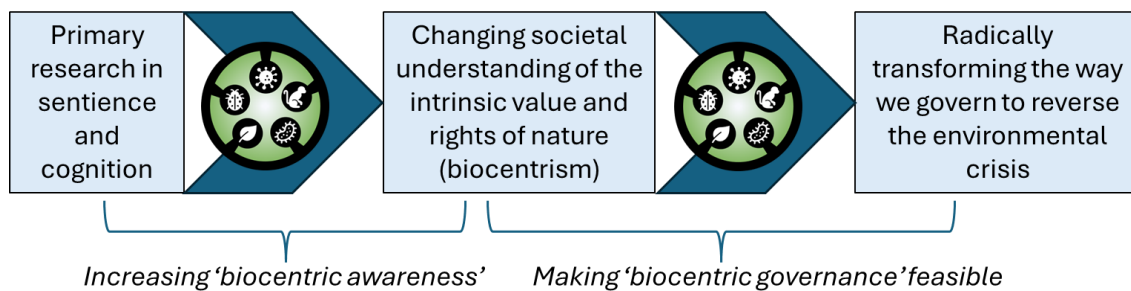 Primary
research in
sentience
and
cognition
Changing societal
understanding of the
intrinsic value and
rights of nature
(biocentrism)
Radically
transforming the way
we govern to reverse
the environmental
crisis
Increasing ‘biocentric awareness’
Making ‘biocentric governance’ feasible